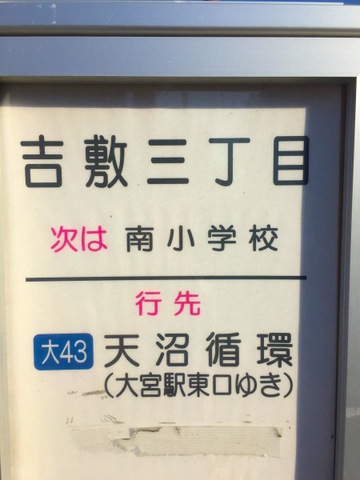 吉敷三丁目
次は 南小学校
行先
大43 天沼循環
(大宮駅東口ゆき)